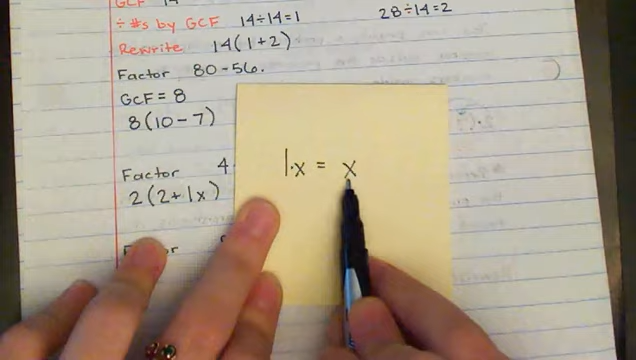 GCF 14
÷ #s by GCF 14÷14=1 28÷14=2
Rewrite 14(1+2)
Factor 80-56.
GCF = 8
8(10-7)
Factor 4
2(2+1x)
1·x = x